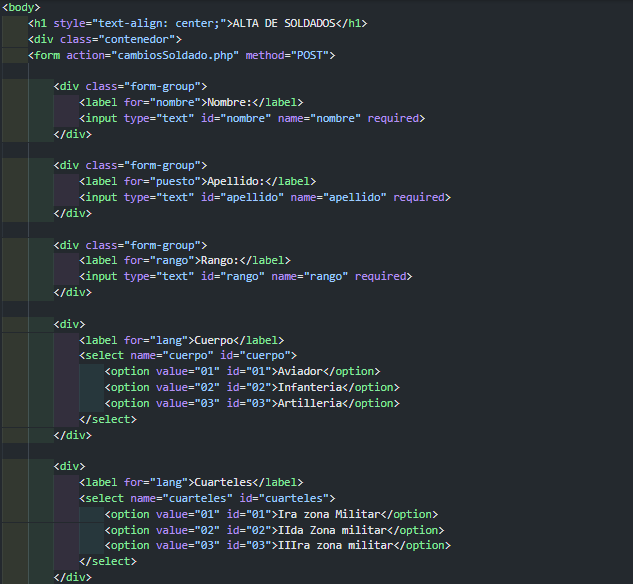 <body>
<h1 style="text-align: center;">ALTA DE SOLDADOS</h1>
<div class="contenedor">
<form action="cambiosSoldado.php" method="POST">
<div class="form-group">
<label for="nombre">Nombre:</label>
<input type="text" id="nombre" name="nombre" required>
</div>
<div class="form-group">
<label for="puesto">Apellido:</label>
<input type="text" id="apellido" name="apellido" required>
</div>
<div class="form-group">
<label for="rango">Rango:</label>
<input type="text" id="rango" name="rango" required>
</div>
<div>
<label for="lang">Cuerpo</label>
<select name="cuerpo" id="cuerpo">
<option value="01" id="01">Aviador</option>
<option value="02" id="02">Infanteria</option>
<option value="03" id="03">Artilleria</option>
</select>
</div>
<div>
<label for="lang">Cuarteles</label>
<select name="cuarteles" id="cuarteles">
<option value="01" id="01">Ira zona Militar</option>
<option value="02" id="02">IIda Zona militar</option>
<option value="03" id="03">IIIra zona militar</option>
</select>
</div>